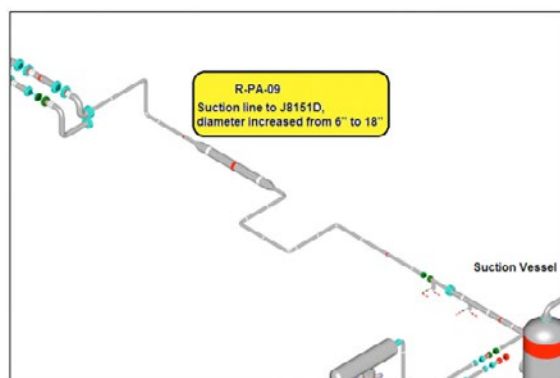 R-PA-09
Suction line to J8151D,
diameter increased from 6" to 18"
Suction Vessel